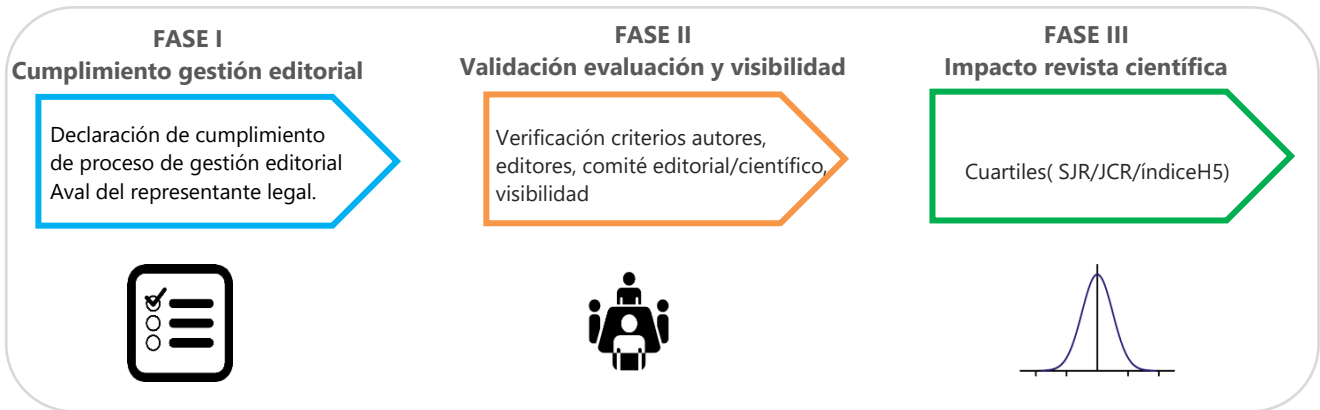 FASE I
Cumplimiento gestión editorial
Declaración de cumplimiento
de proceso de gestión editorial
Aval del representante legal.
FASE II
Validación evaluación y visibilidad
Verificación criterios autores,
editores, comité editorial/científico,
visibilidad
FASE III
Impacto revista científica
Cuartiles( SJR/JCR/índiceH5)